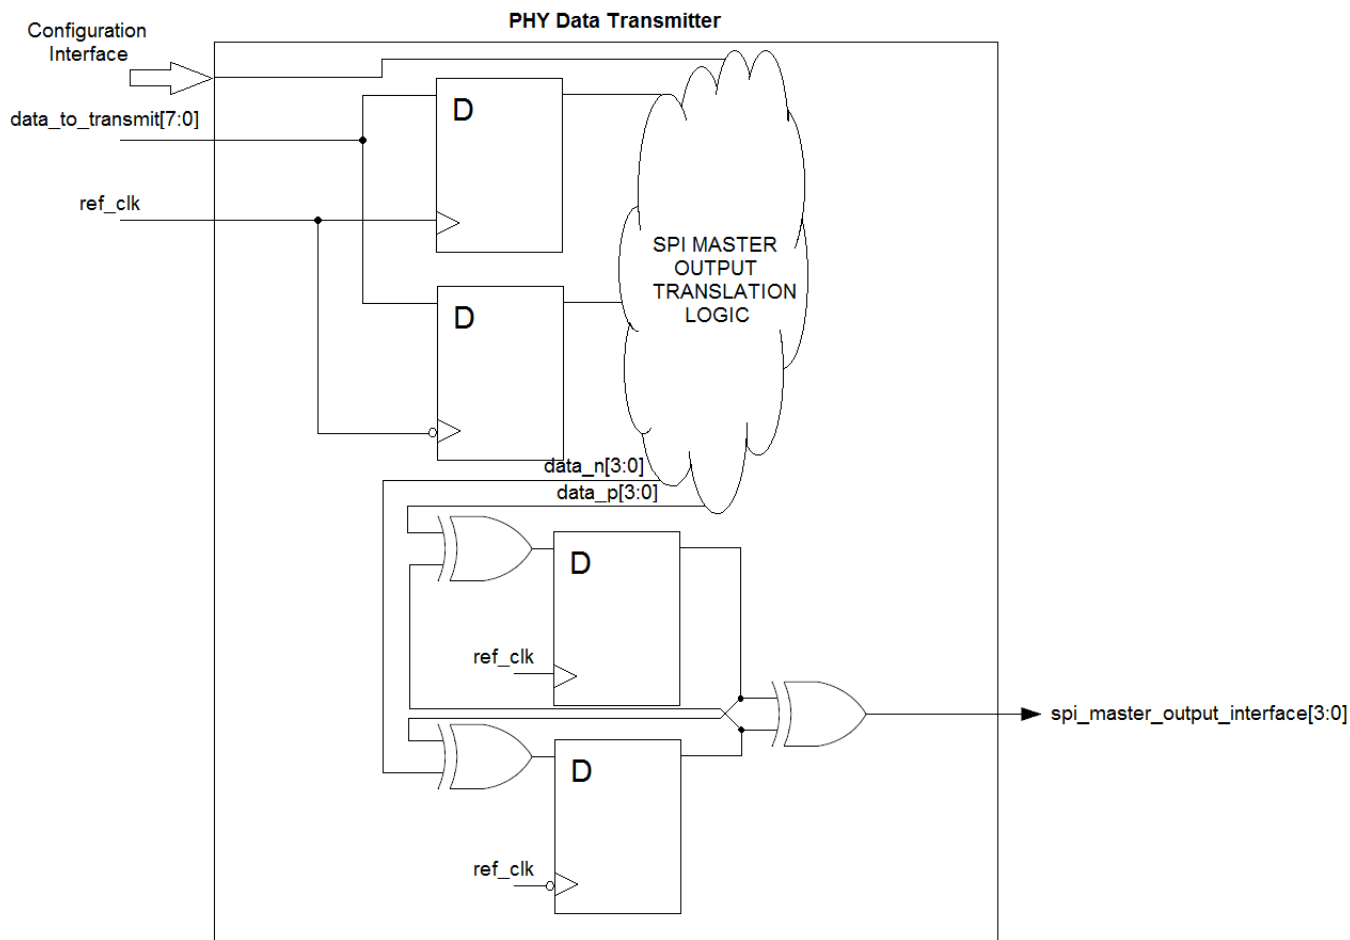 PHY Data Transmitter
Configuration
Interface
data_to_transmit[7:0]
D
ref_clk
SPI MASTER
OUTPUT
TRANSLATION
LOGIC
D
data_n[3:0]
data_p[3:0]
D
ref_clk
spi_master_output_interface[3:0]
D
ref_clk